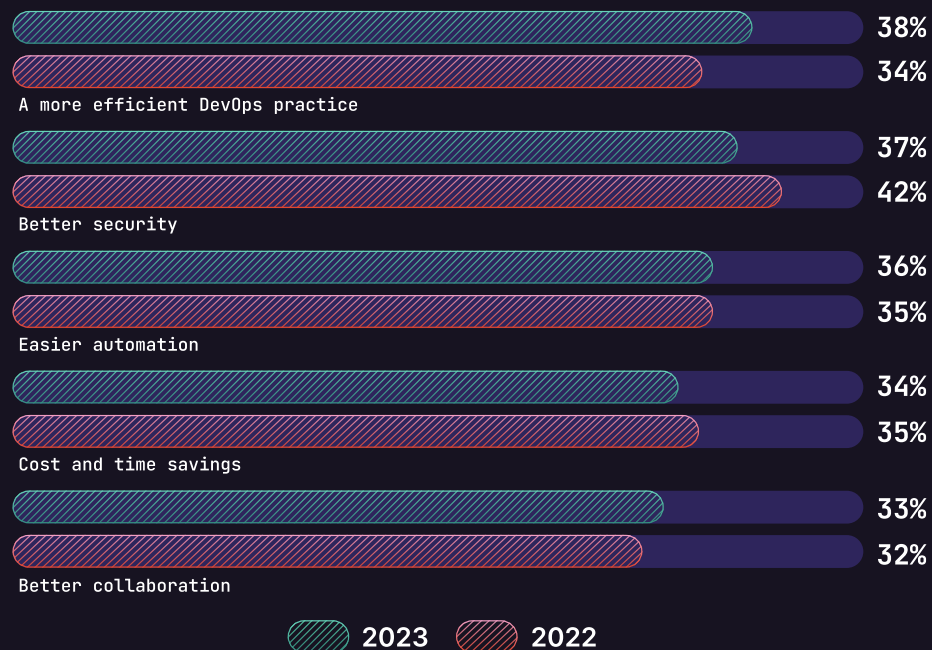 38%
34%
A more efficient DevOps practice
37%
42%
Better security
36%
35%
Easier automation
34%
35%
Cost and time savings
33%
32%
Better collaboration
2023 2022